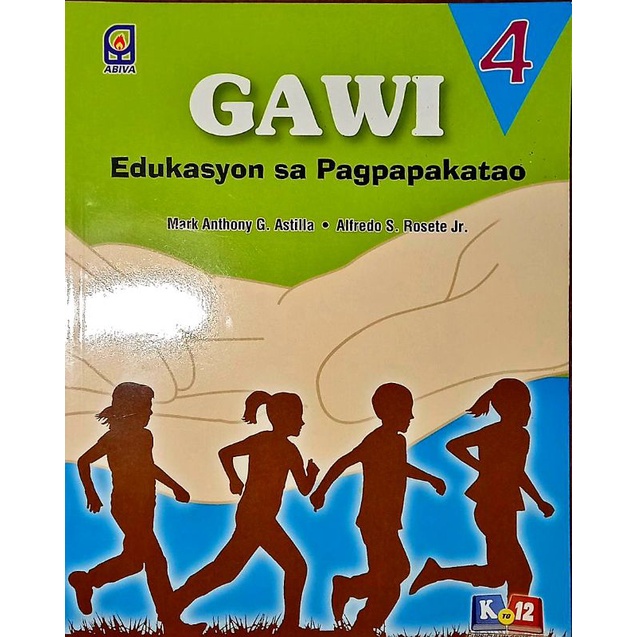 ABIVA
4
GAWI
Edukasyon sa Pagpapakatao
Mark Anthony G. Astilla • Alfredo S. Rosete Jr.
K TO 12